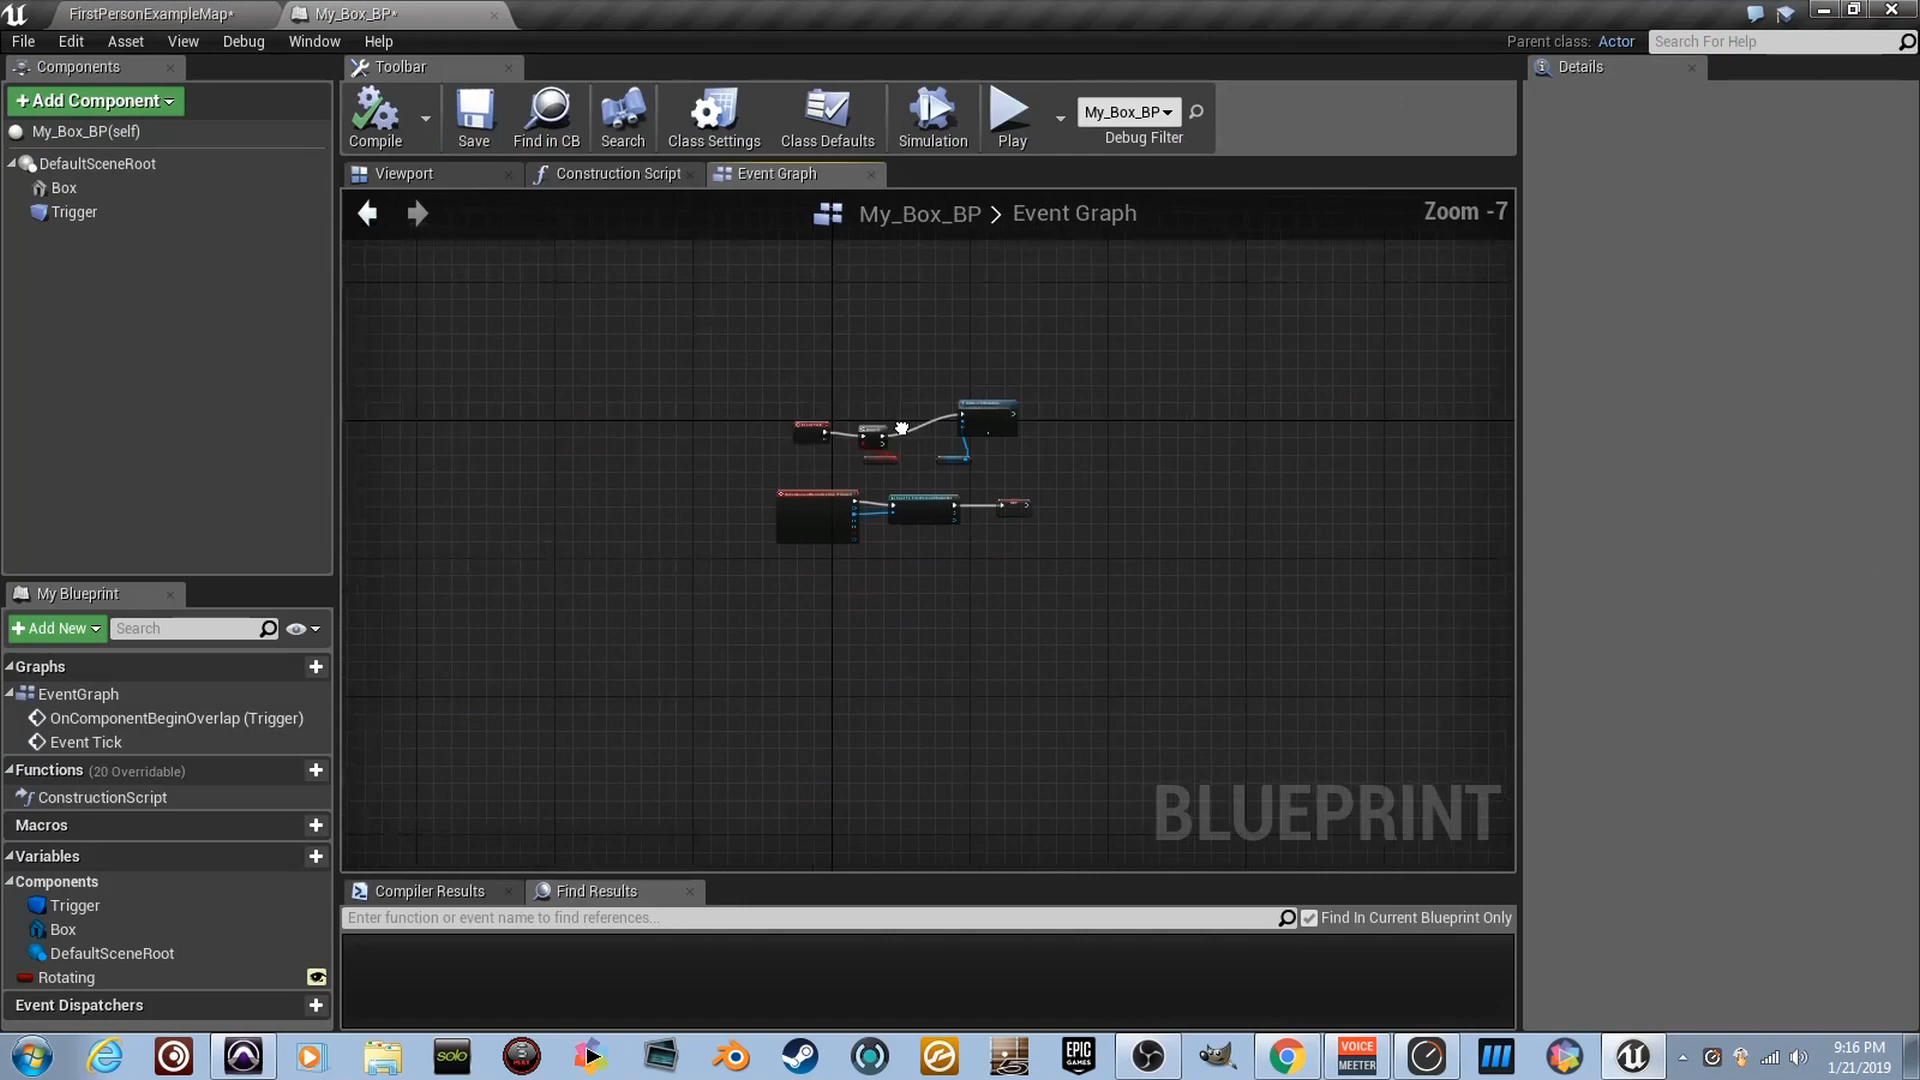 FirstPersonExampleMap*
My_Box_BP*
File Edit Asset View Debug Window Help
Parent class: Actor
Search For Help
Components
+Add Component
My_Box_BP(self)
DefaultSceneRoot
Box
Trigger
Toolbar
Compile
Save
Find in CB
Search
Class Settings
Class Defaults
Simulation
Play
My_Box_BP
Debug Filter
Details
Viewport
Construction Script
Event Graph
My_Box_BP > Event Graph
Zoom -7
BLUEPRINT
My Blueprint
+Add New
Search
Graphs
EventGraph
OnComponentBeginOverlap (Trigger)
Event Tick
Functions (20 Overridable)
ConstructionScript
Macros
Variables
Components
Trigger
Box
DefaultSceneRoot
Rotating
Event Dispatchers
Compiler Results
Find Results
Enter function or event name to find references...
Find In Current Blueprint Only
solo
EPIC
GAMES
VOICE
MEETER
9:16 PM
1/21/2019